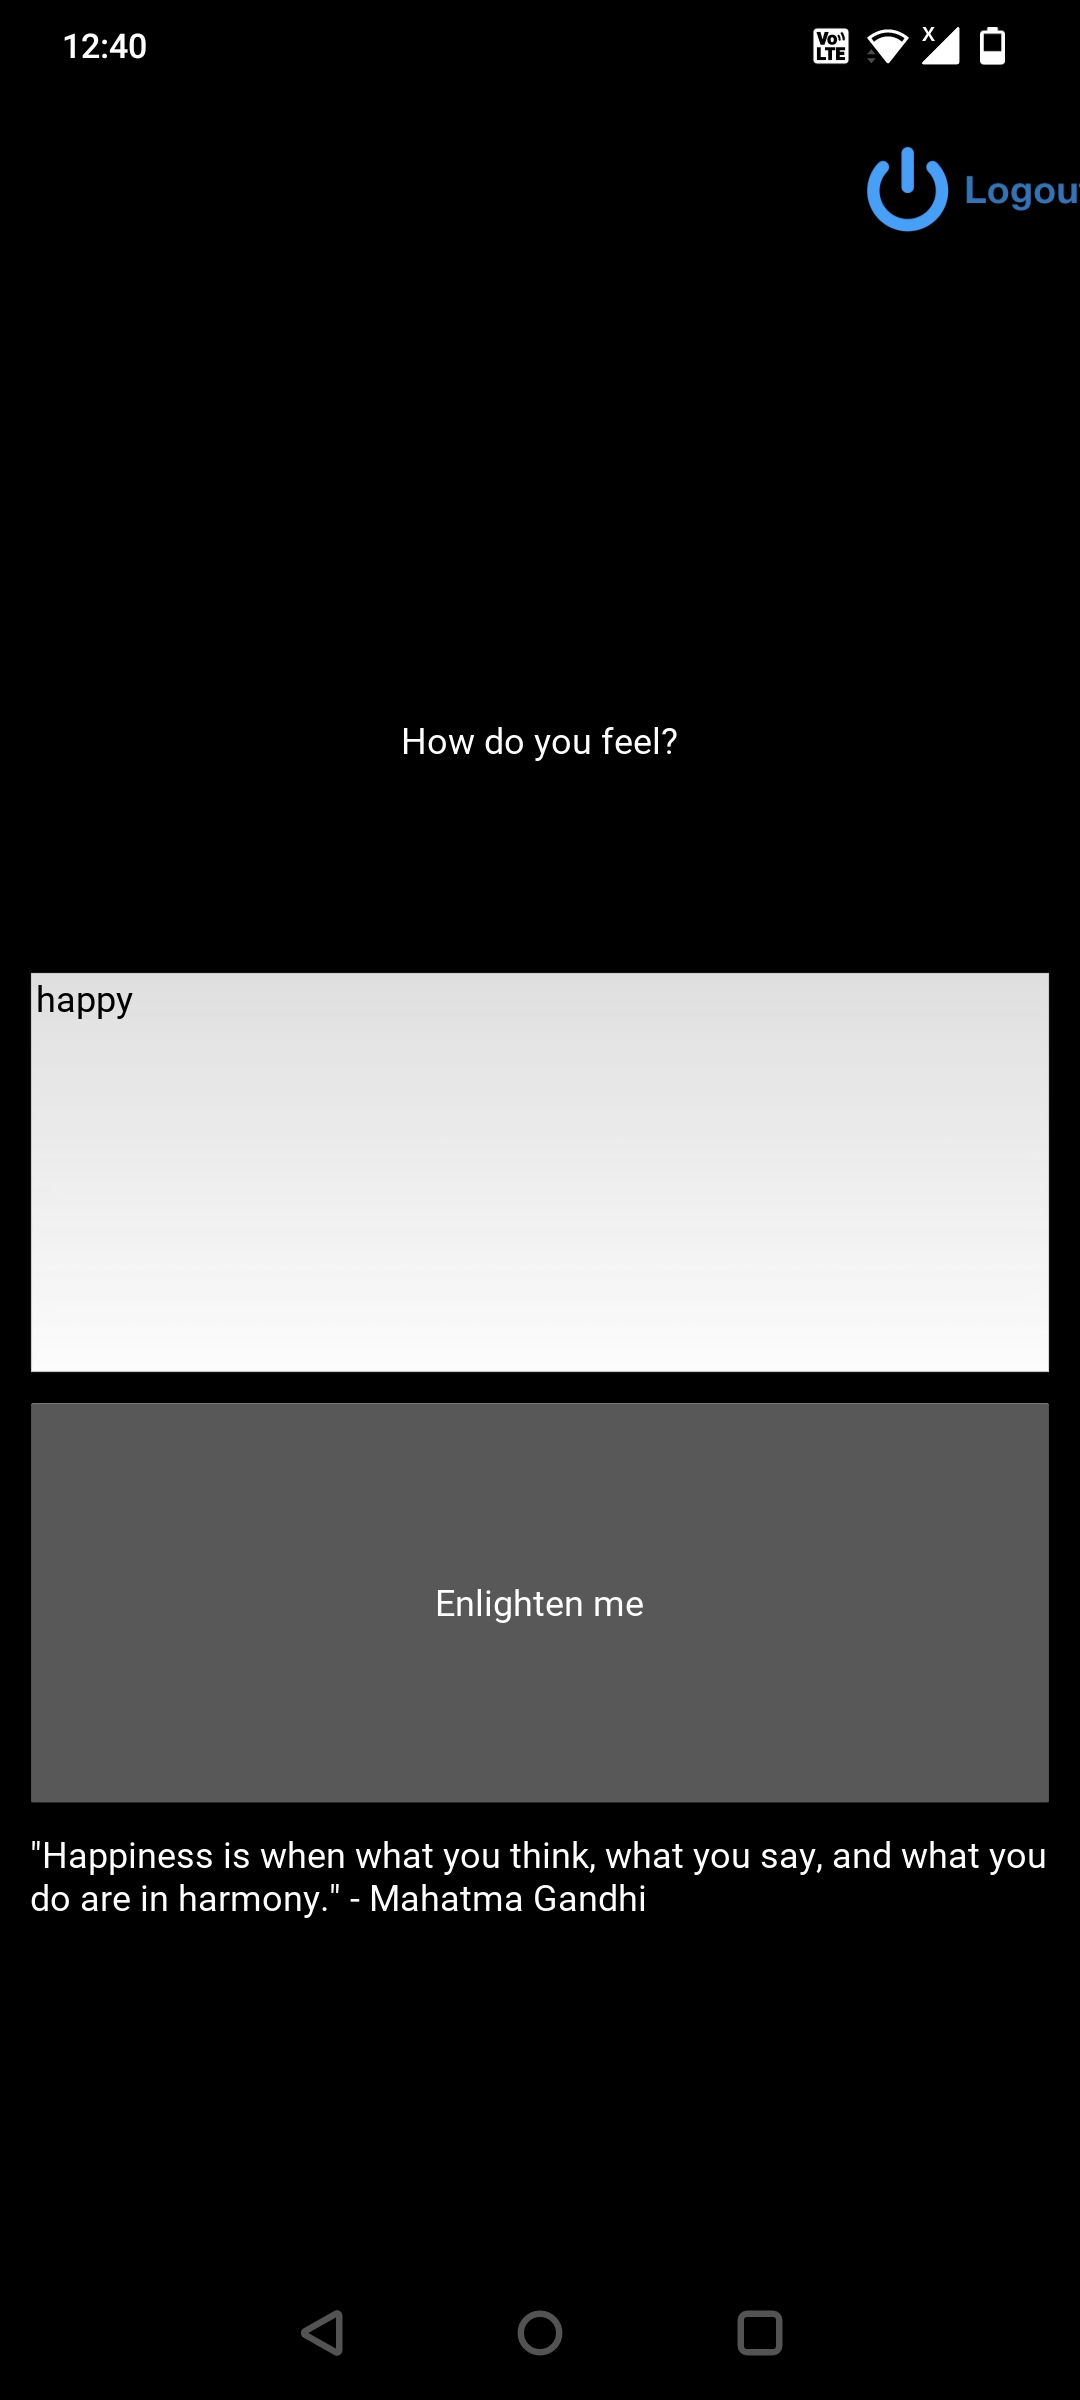 12:40
Vo LTE
X
Logou
How do you feel?
happy
Enlighten me
"Happiness is when what you think, what you say, and what you
do are in harmony." - Mahatma Gandhi